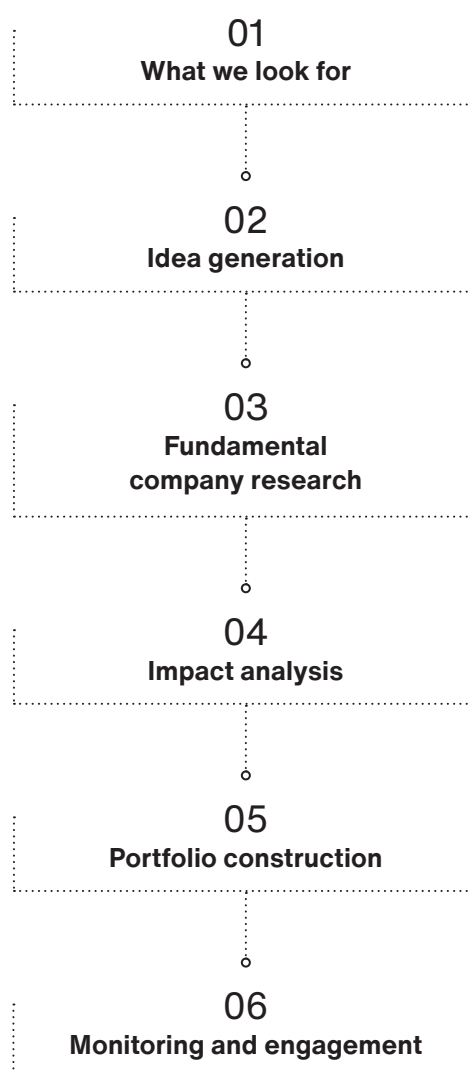 01
What we look for
02
Idea generation
03
Fundamental
company research
04
Impact analysis
05
Portfolio construction
06
Monitoring and engagement